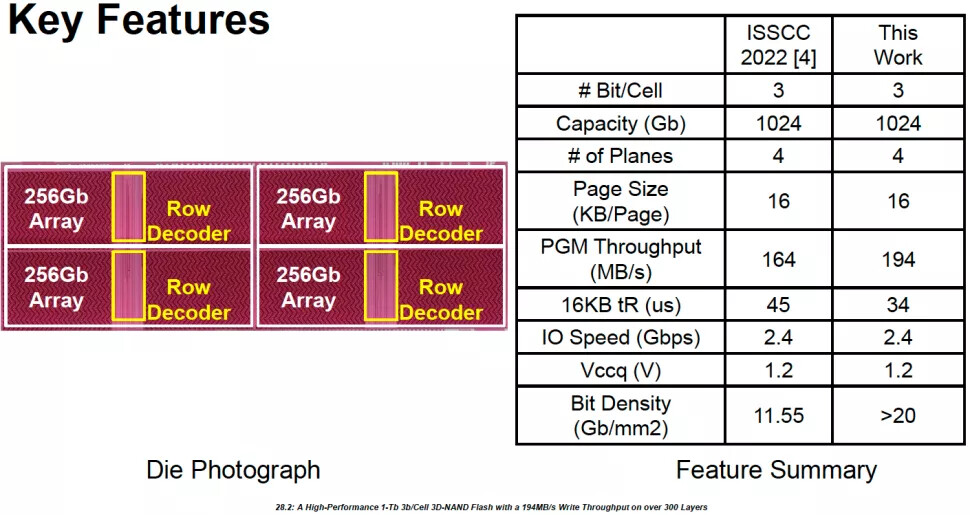 Key Features
256Gb
Array
Row
Decoder
256Gb
Array
Row
Decoder
256Gb
Array
Row
Decoder
256Gb
Array
Row
Decoder
Die Photograph
ISSCC 2022 [4] This Work
# Bit/Cell 3 3
Capacity (Gb) 1024 1024
# of Planes 4 4
Page Size (KB/Page) 16 16
PGM Throughput (MB/s) 164 194
16KB tR (us) 45 34
IO Speed (Gbps) 2.4 2.4
Vccq (V) 1.2 1.2
Bit Density (Gb/mm2) 11.55 >20
Feature Summary
28.2: A High-Performance 1-Tb 3b/Cell 3D-NAND Flash with a 194MB/s Write Throughput on over 300 Layers